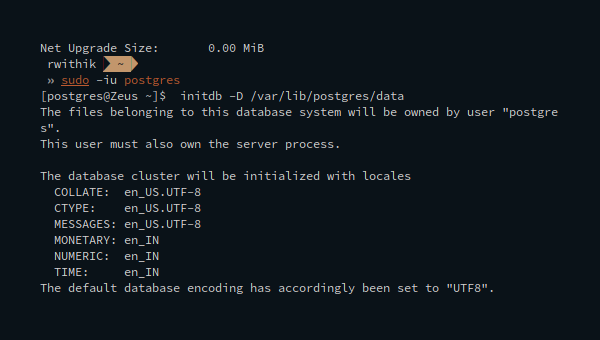 Net Upgrade Size:       0.00 MiB
rwithik ~
» sudo -iu postgres
[postgres@Zeus ~]$  initdb -D /var/lib/postgres/data
The files belonging to this database system will be owned by user "postgre
s".
This user must also own the server process.
The database cluster will be initialized with locales
  COLLATE:  en_US.UTF-8
  CTYPE:    en_US.UTF-8
  MESSAGES: en_US.UTF-8
  MONETARY: en_IN
  NUMERIC:  en_IN
  TIME:     en_IN
The default database encoding has accordingly been set to "UTF8".